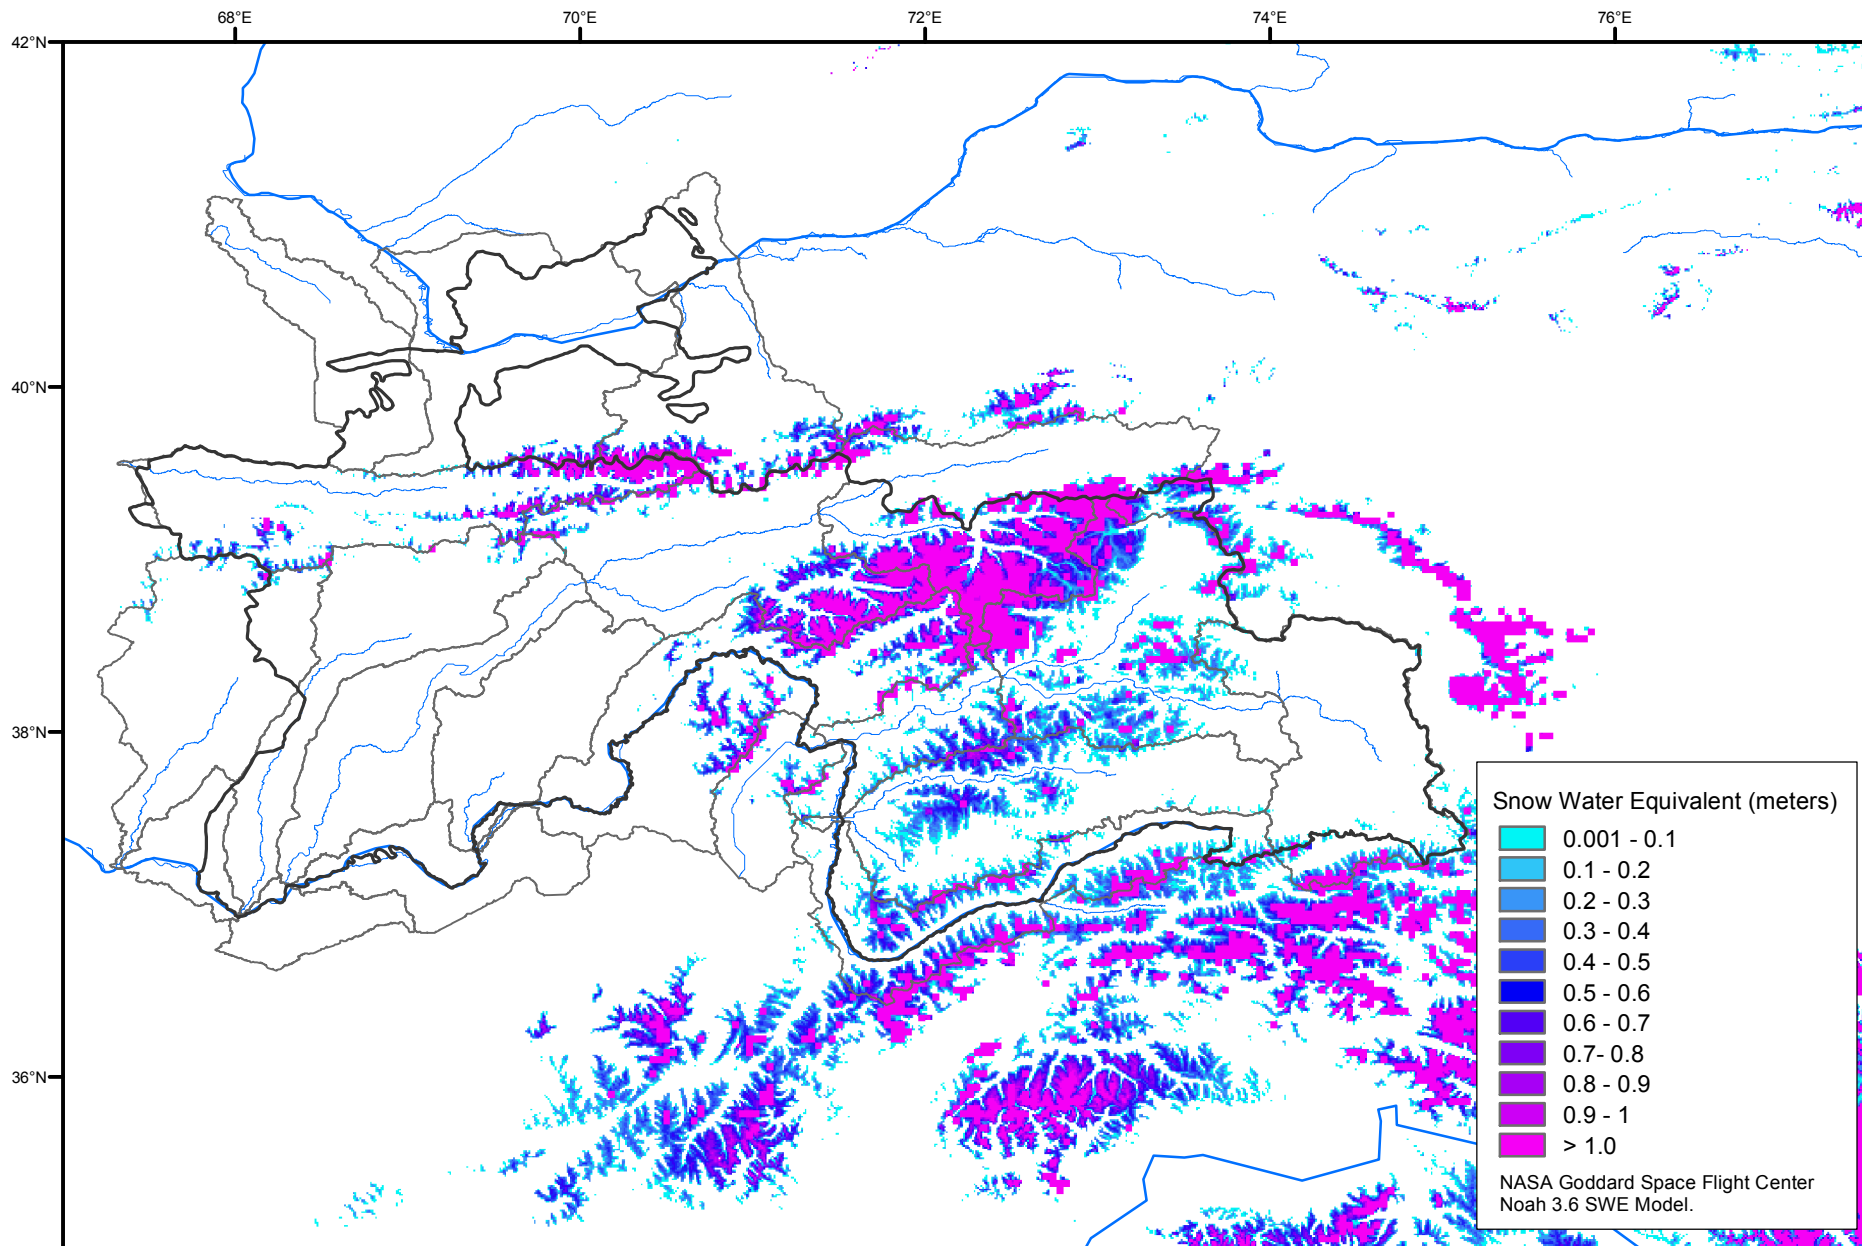 68°E 70°E 72°E 74°E 76°E
42°N
40°N
38°N
36°N
Snow Water Equivalent (meters)
0.001 - 0.1
0.1 - 0.2
0.2 - 0.3
0.3 - 0.4
0.4 - 0.5
0.5 - 0.6
0.6 - 0.7
0.7- 0.8
0.8 - 0.9
0.9 - 1
> 1.0
NASA Goddard Space Flight Center
Noah 3.6 SWE Model.